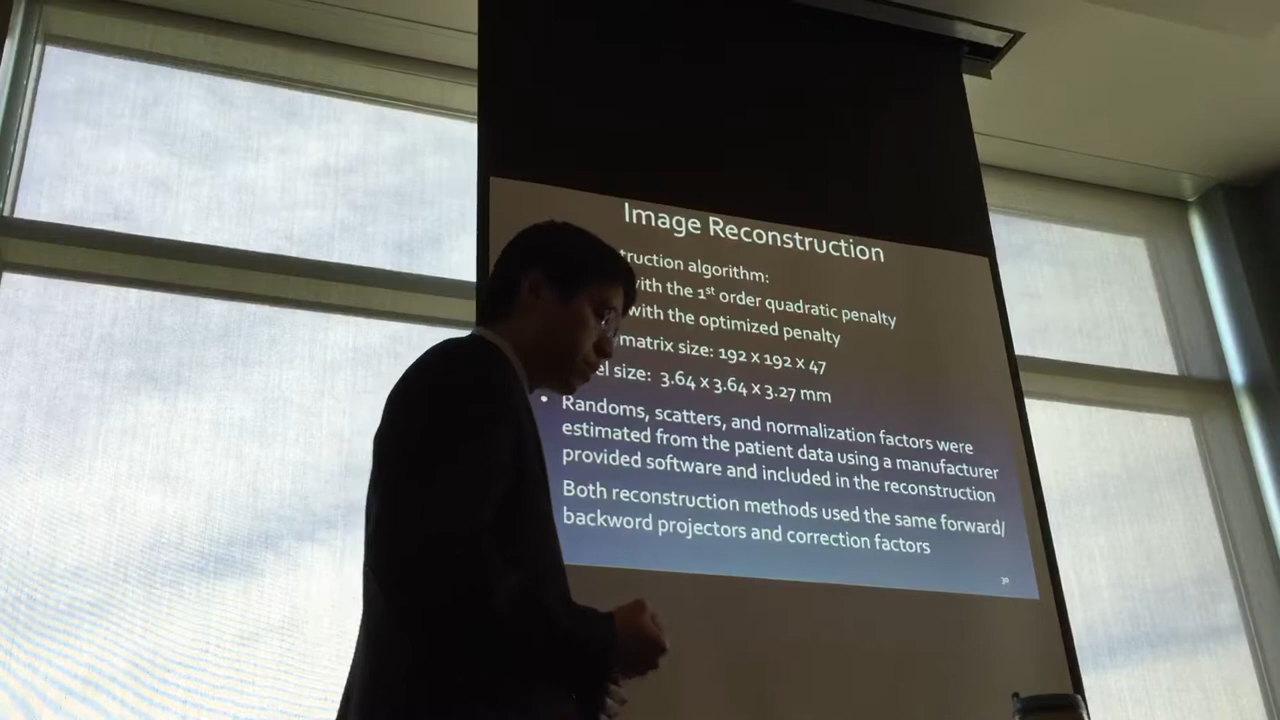 Image Reconstruction
truction algorithm:
with the 1st order quadratic penalty
with the optimized penalty
matrix size: 192 x 192 x 47
el size: 3.64 x 3.64 x 3.27 mm
• Randoms, scatters, and normalization factors were
estimated from the patient data using a manufacturer
provided software and included in the reconstruction
Both reconstruction methods used the same forward/
backword projectors and correction factors
30